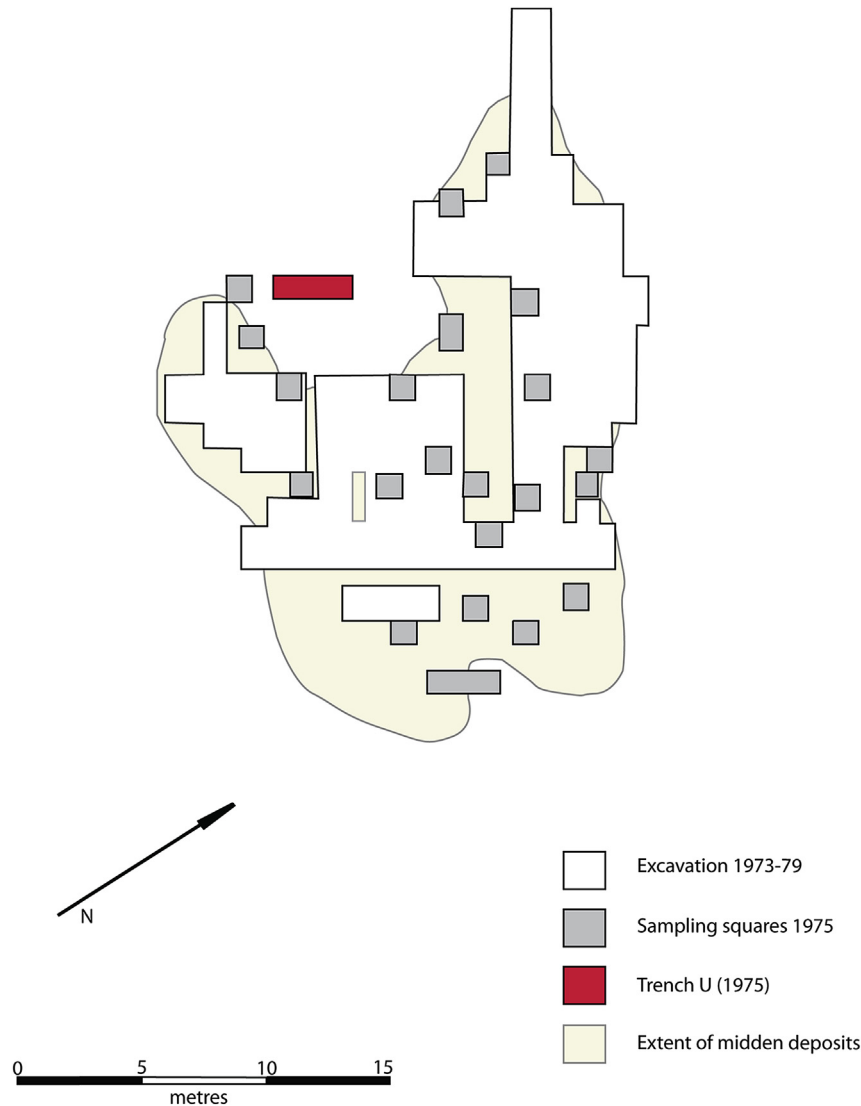 N
Excavation 1973-79
Sampling squares 1975
Trench U (1975)
Extent of midden deposits
0 5 10 15
metres